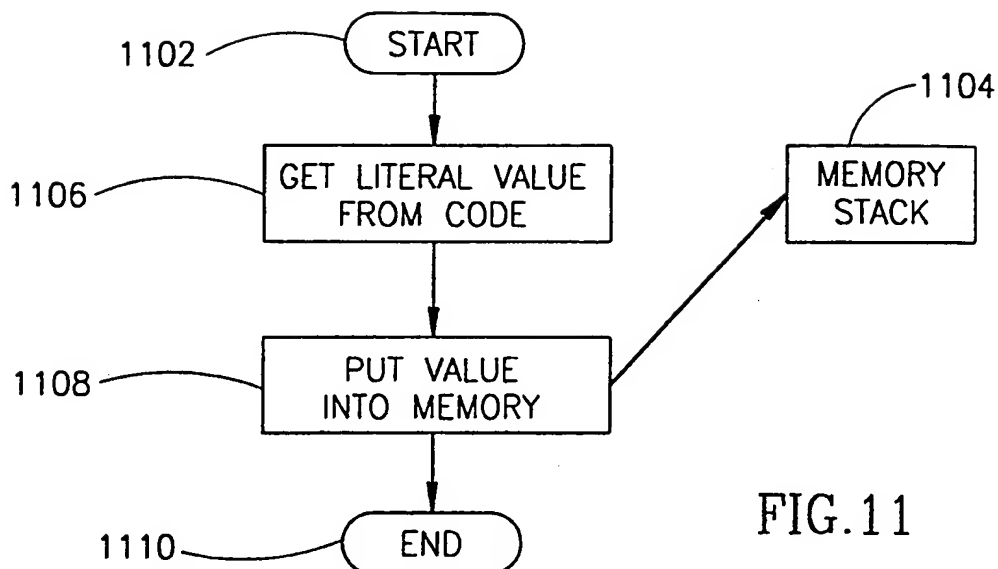 1102
START
1104
1106
GET LITERAL VALUE
FROM CODE
MEMORY
STACK
1108
PUT VALUE
INTO MEMORY
1110
END
FIG.11